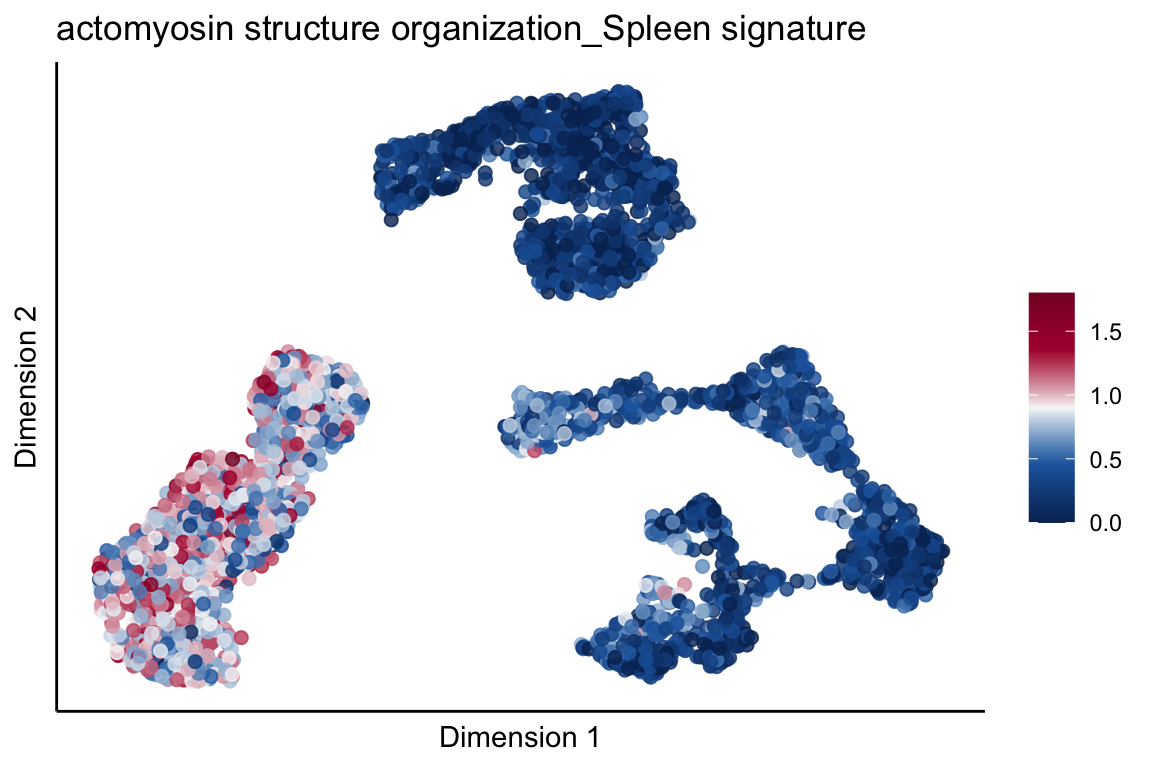 actomyosin structure organization_Spleen signature
Dimension 2
Dimension 1
1.5
1.0
0.5
0.0